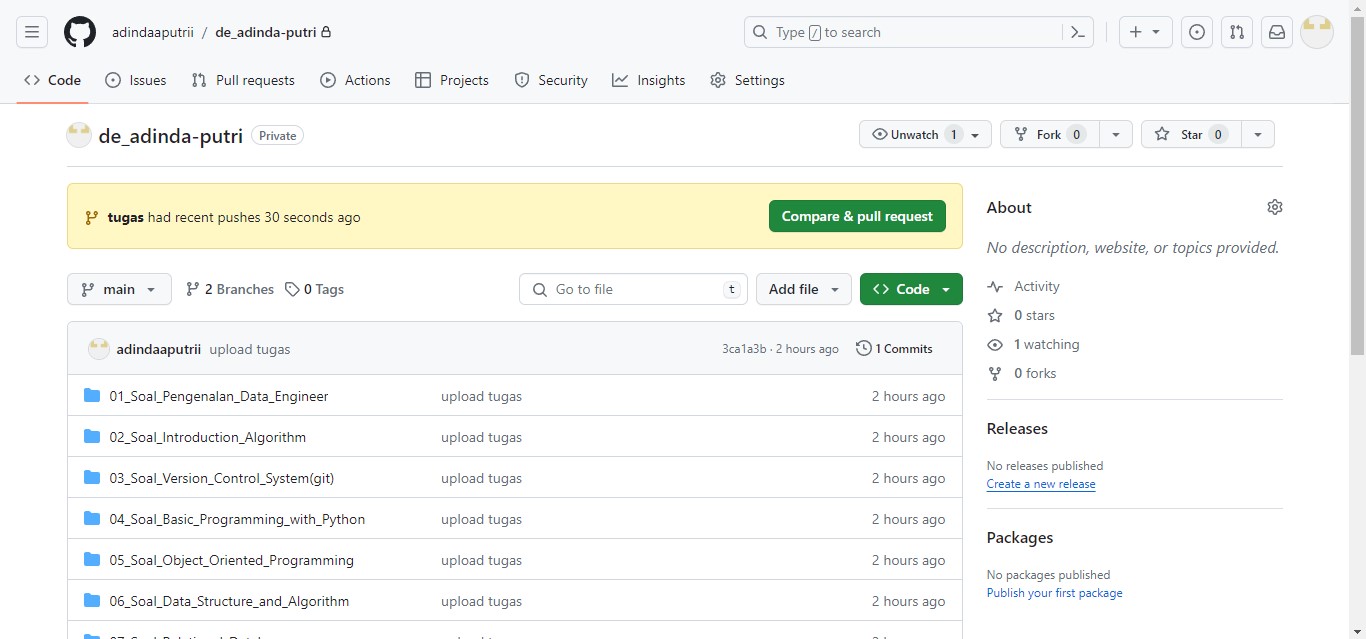 adindaaputrii / de_adinda-putri
Type / to search
Code
Issues
Pull requests
Actions
Projects
Security
Insights
Settings
de_adinda-putri
Private
Unwatch 1
Fork 0
Star 0
tugas had recent pushes 30 seconds ago
Compare & pull request
main
2 Branches
0 Tags
Go to file
t
Add file
Code
adindaaputrii upload tugas
3ca1a3b · 2 hours ago
1 Commits
01_Soal_Pengenalan_Data_Engineer upload tugas 2 hours ago
02_Soal_Introduction_Algorithm upload tugas 2 hours ago
03_Soal_Version_Control_System(git) upload tugas 2 hours ago
04_Soal_Basic_Programming_with_Python upload tugas 2 hours ago
05_Soal_Object_Oriented_Programming upload tugas 2 hours ago
06_Soal_Data_Structure_and_Algorithm upload tugas 2 hours ago
About
No description, website, or topics provided.
Activity
0 stars
1 watching
0 forks
Releases
No releases published
Create a new release
Packages
No packages published
Publish your first package